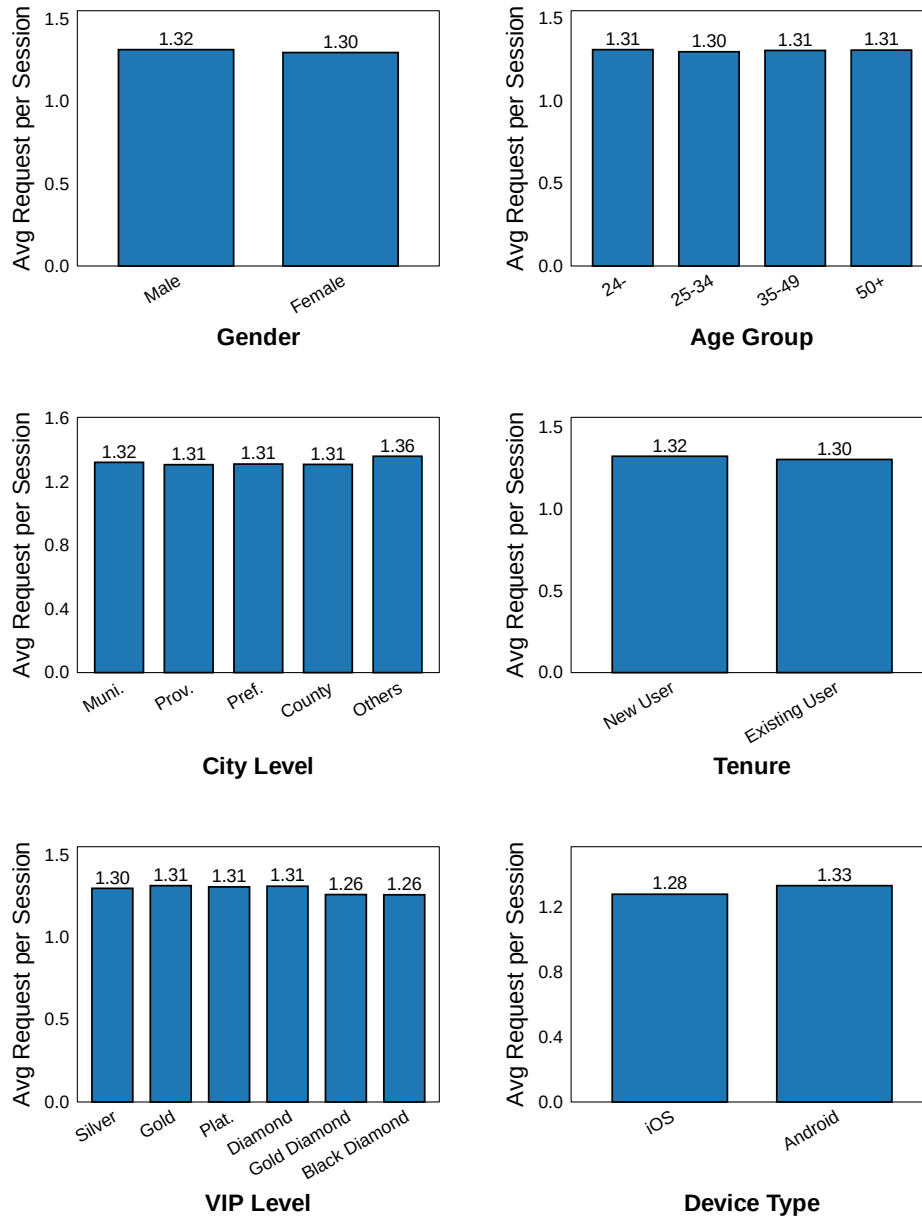 Avg Request per Session
1.5
1.0
0.5
0.0
1.32
1.30
Male
Female
Gender
Avg Request per Session
1.5
1.0
0.5
0.0
1.31
1.30
1.31
1.31
24-
25-34
35-49
50+
Age Group
Avg Request per Session
1.6
1.2
0.8
0.4
0.0
1.32
1.31
1.31
1.31
1.36
Muni.
Prov.
Pref.
County
Others
City Level
Avg Request per Session
1.5
1.0
0.5
0.0
1.32
1.30
New User
Existing User
Tenure
Avg Request per Session
1.5
1.0
0.5
0.0
1.30
1.31
1.31
1.31
1.26
1.26
Silver
Gold
Plat.
Diamond
Gold Diamond
Black Diamond
VIP Level
Avg Request per Session
1.2
0.8
0.4
0.0
1.28
1.33
iOS
Android
Device Type